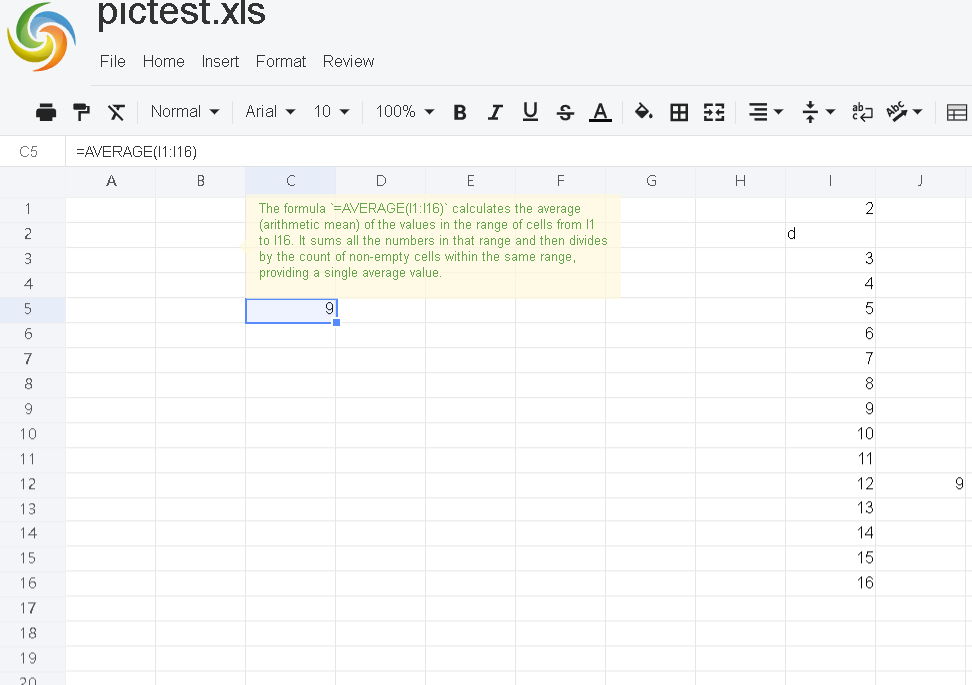 pictest.xls
File Home Insert Format Review
Normal Arial 10 100% B I U S A ab c abc
C5 =AVERAGE(I1:I16)
A B C D E F G H I J
The formula `=AVERAGE(I1:I16)` calculates the average
(arithmetic mean) of the values in the range of cells from I1
to I16. It sums all the numbers in that range and then divides
by the count of non-empty cells within the same range,
providing a single average value.
1 2
2 d
3 3
4 4
5 9 5
6 6
7 7
8 8
9 9
10 10
11 11
12 12 9
13 13
14 14
15 15
16 16
17
18
19
20